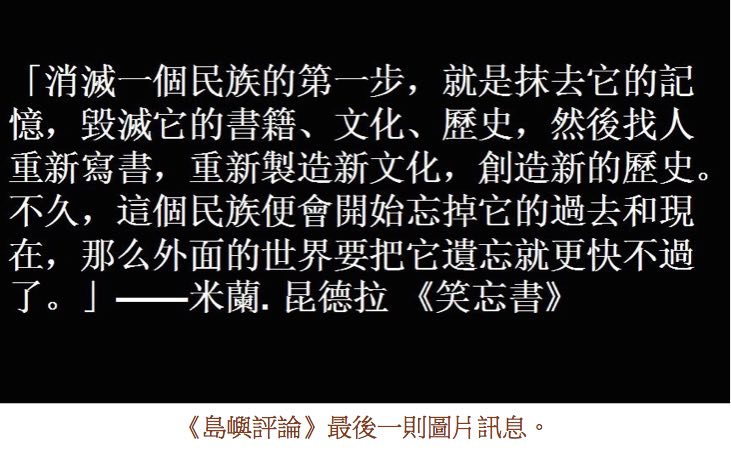 「消滅一個民族的第一步，就是抹去它的記
憶，毀滅它的書籍、文化、歷史，然後找人
重新寫書，重新製造新文化，創造新的歷史。
不久，這個民族便會開始忘掉它的過去和現
在，那么外面的世界要把它遺忘就更快不過
了。」——米蘭. 昆德拉 《笑忘書》
《島嶼評論》最後一則圖片訊息。